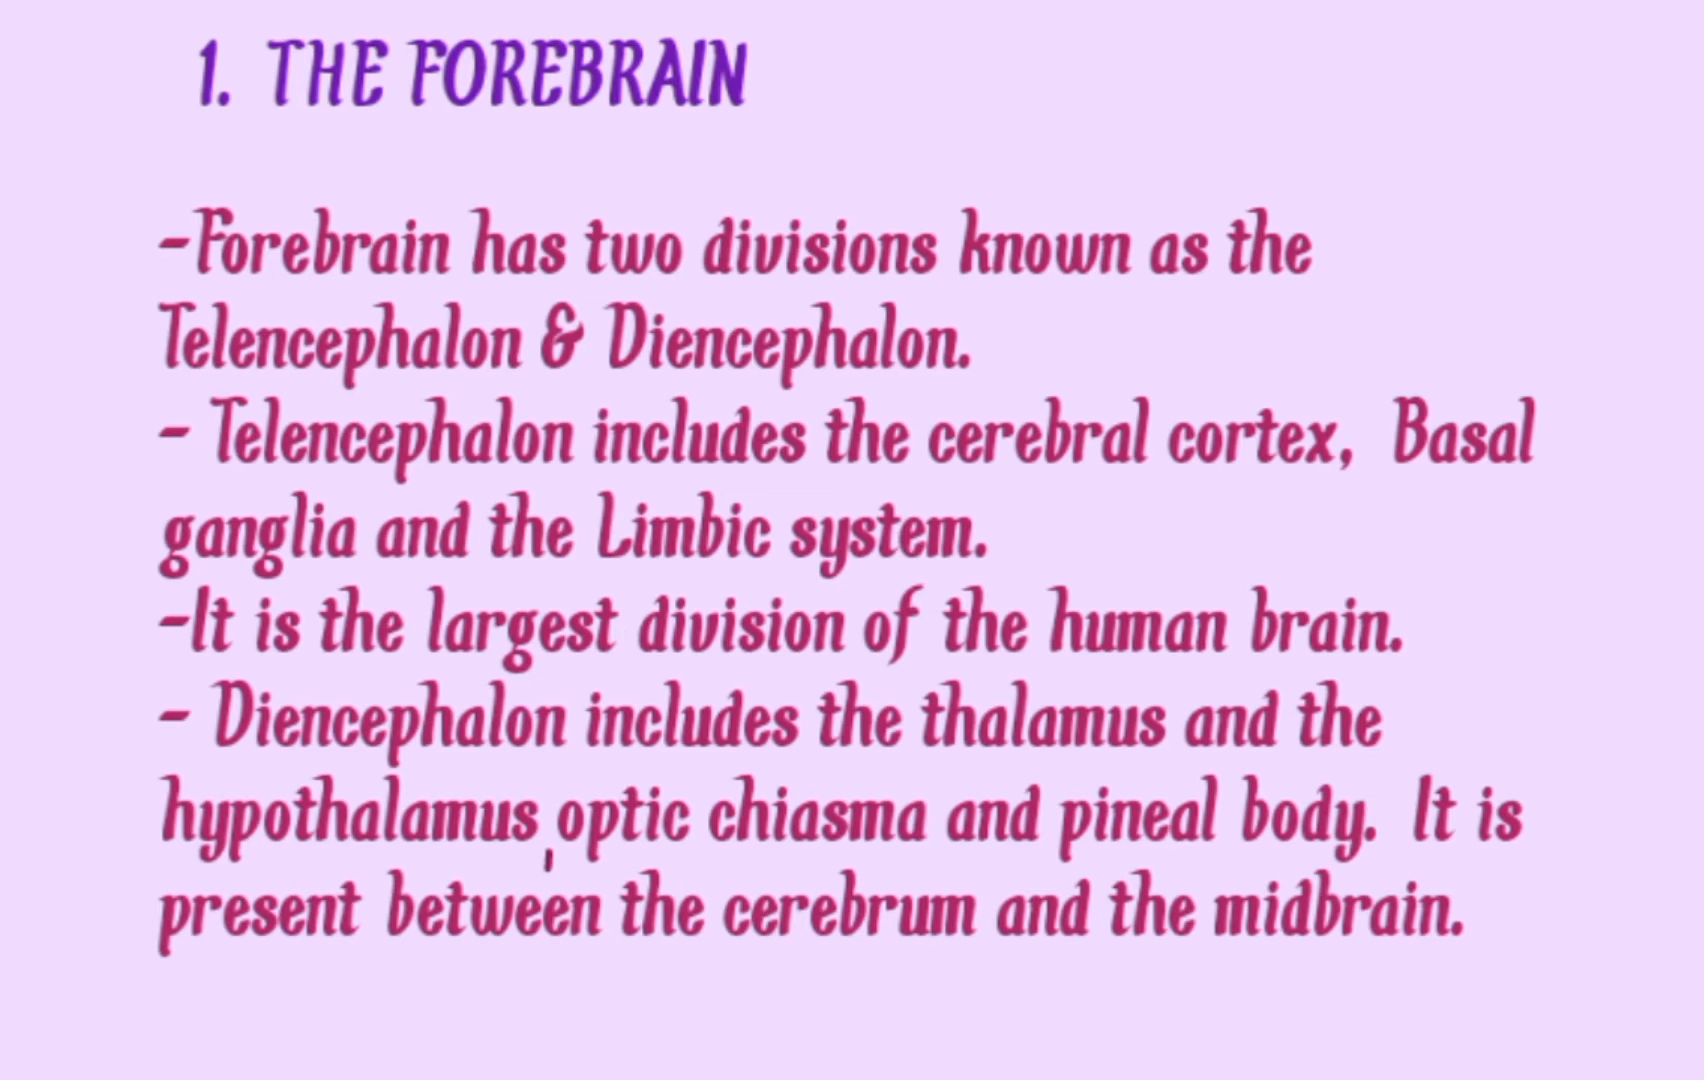 1. THE FOREBRAIN
-Forebrain has two divisions known as the
Telencephalon & Diencephalon.
- Telencephalon includes the cerebral cortex, Basal
ganglia and the Limbic system.
-It is the largest division of the human brain.
- Diencephalon includes the thalamus and the
hypothalamus,optic chiasma and pineal body. It is
present between the cerebrum and the midbrain.